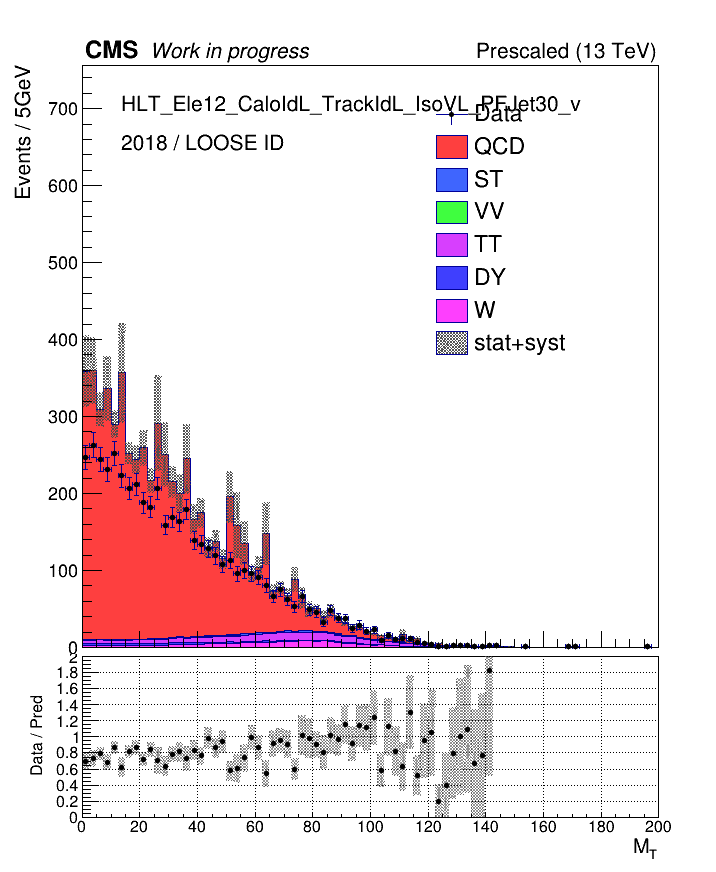 CMS Work in progress Prescaled (13 TeV)
Events / 5GeV
HLT_Ele12_CaloIdL_TrackIdL_IsoVL_PFJet30_v
2018 / LOOSE ID
Data
QCD
ST
VV
TT
DY
W
stat+syst
700
600
500
400
300
200
100
0
Data / Pred
2
1.8
1.6
1.4
1.2
1
0.8
0.6
0.4
0.2
0
0 20 40 60 80 100 120 140 160 180 200
M_T